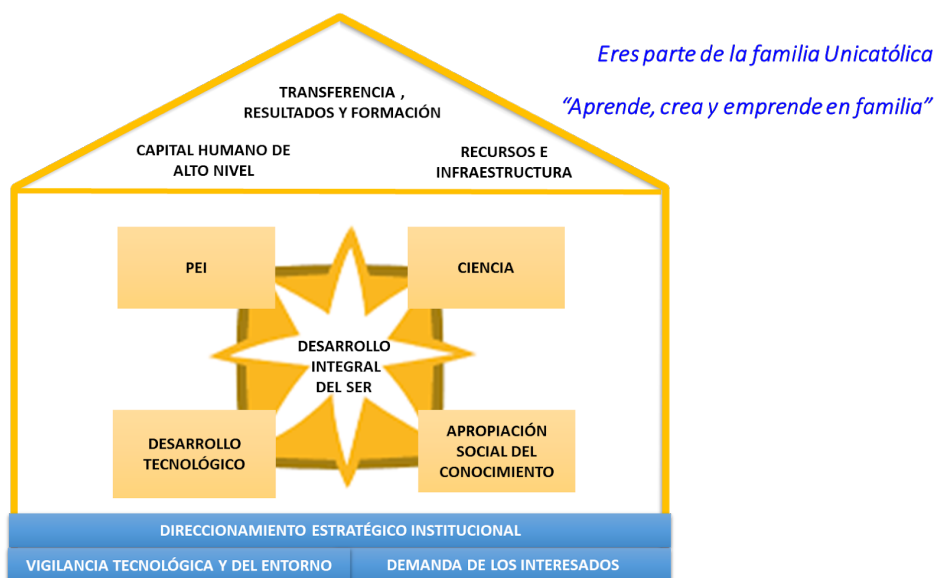 Eres parte de la familia Unicatólica
“Aprende, crea y emprende en familia”
TRANSFERENCIA ,
RESULTADOS Y FORMACIÓN
CAPITAL HUMANO DE
ALTO NIVEL
RECURSOS E
INFRAESTRUCTURA
PEI
CIENCIA
DESARROLLO
INTEGRAL
DEL SER
DESARROLLO
TECNOLÓGICO
APROPIACIÓN
SOCIAL DEL
CONOCIMIENTO
DIRECCIONAMIENTO ESTRATÉGICO INSTITUCIONAL
VIGILANCIA TECNOLÓGICA Y DEL ENTORNO
DEMANDA DE LOS INTERESADOS